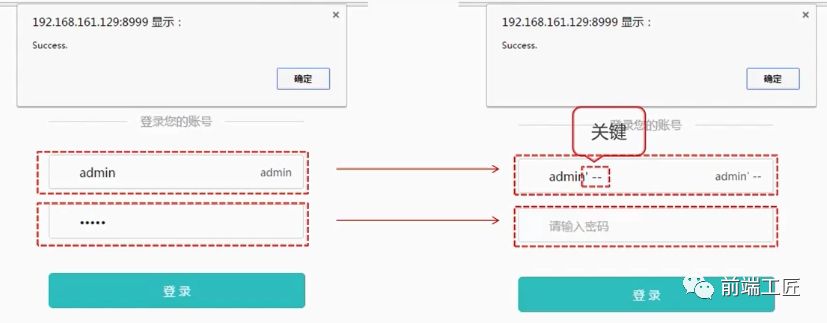 192.168.161.129:8999 显示：
Success.
确定
登录您的账号
admin admin
•••••
登 录
192.168.161.129:8999 显示：
Success.
确定
登录您的账号
关键
admin' -- admin' --
请输入密码
登 录
前端工匠